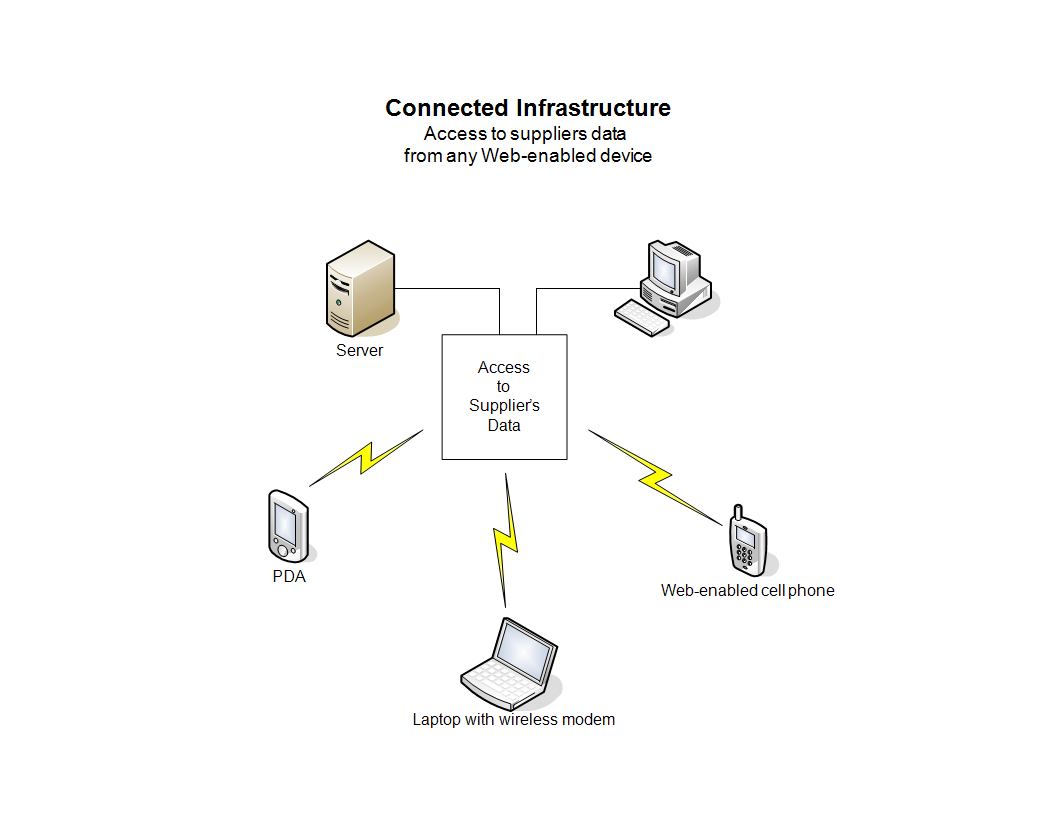 Connected Infrastructure
Access to suppliers data
from any Web-enabled device
Server
Access
to
Supplier's
Data
PDA
Web-enabled cell phone
Laptop with wireless modem